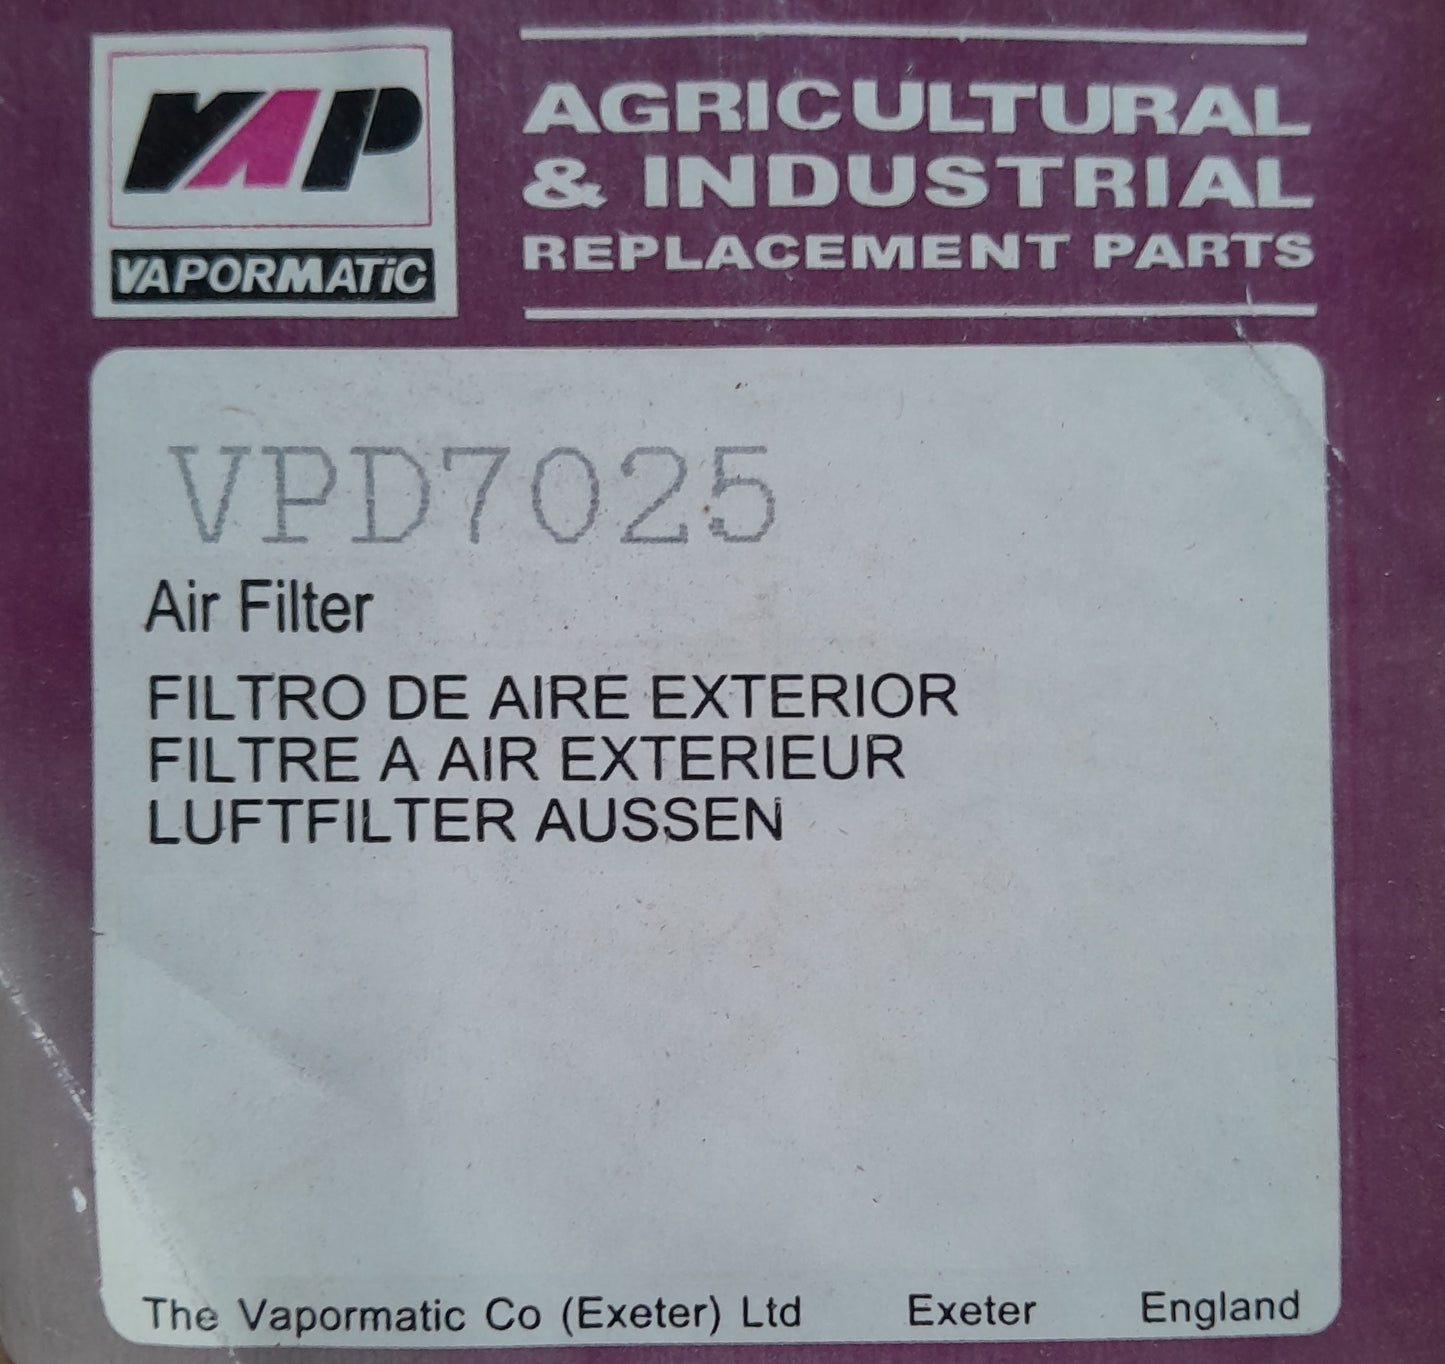 VAP
VAPORMATiC
AGRICULTURAL
& INDUSTRIAL
REPLACEMENT PARTS
VPD7025
Air Filter
FILTRO DE AIRE EXTERIOR
FILTRE A AIR EXTERIEUR
LUFTFILTER AUSSEN
The Vapormatic Co (Exeter) Ltd Exeter England